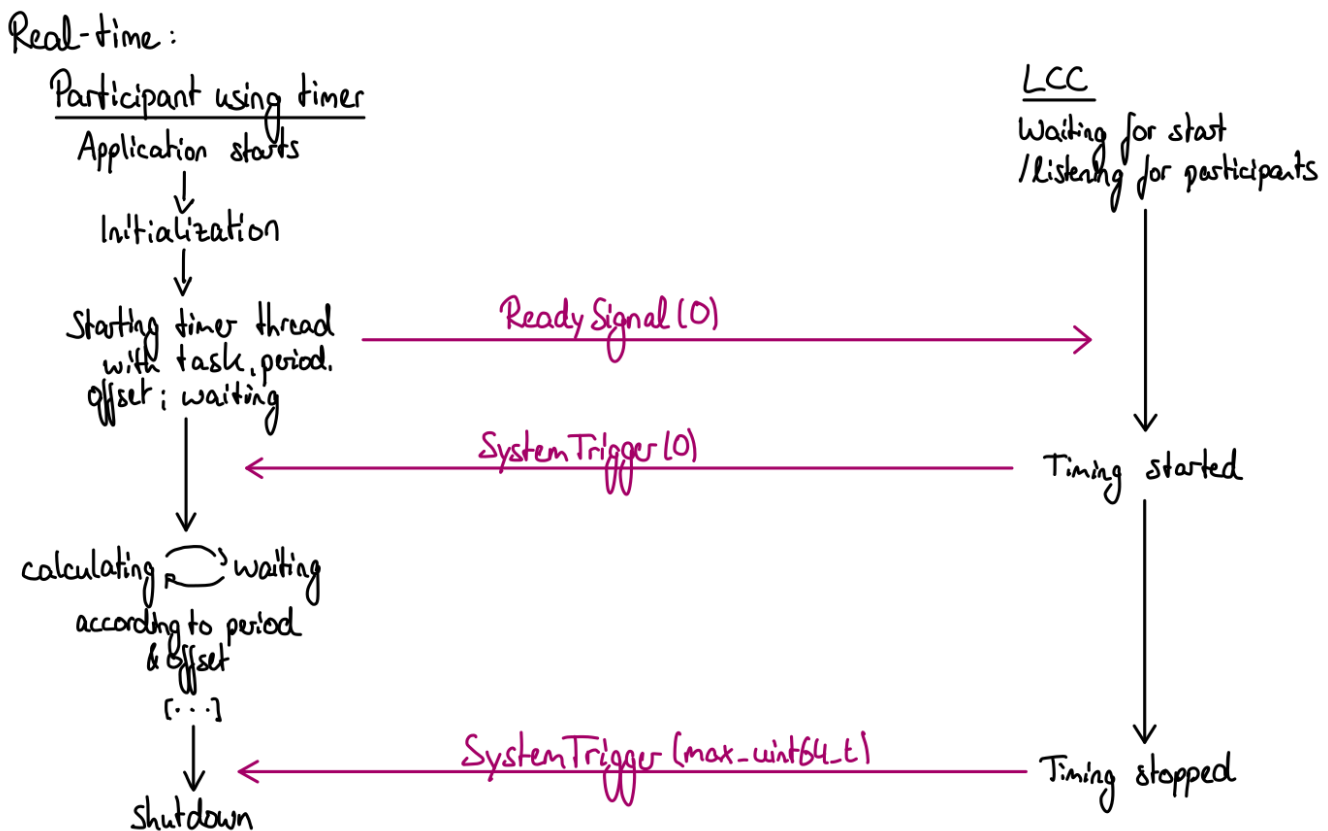 Real-time:
Participant using timer
Application starts
Initialization
Starting timer thread
with task, period,
offset; waiting
calculating waiting
according to period
& offset
[...]
Shutdown
ReadySignal(0)
SystemTrigger(0)
SystemTrigger(max_uint64_t)
LCC
Waiting for start
/listening for participants
Timing started
Timing stopped